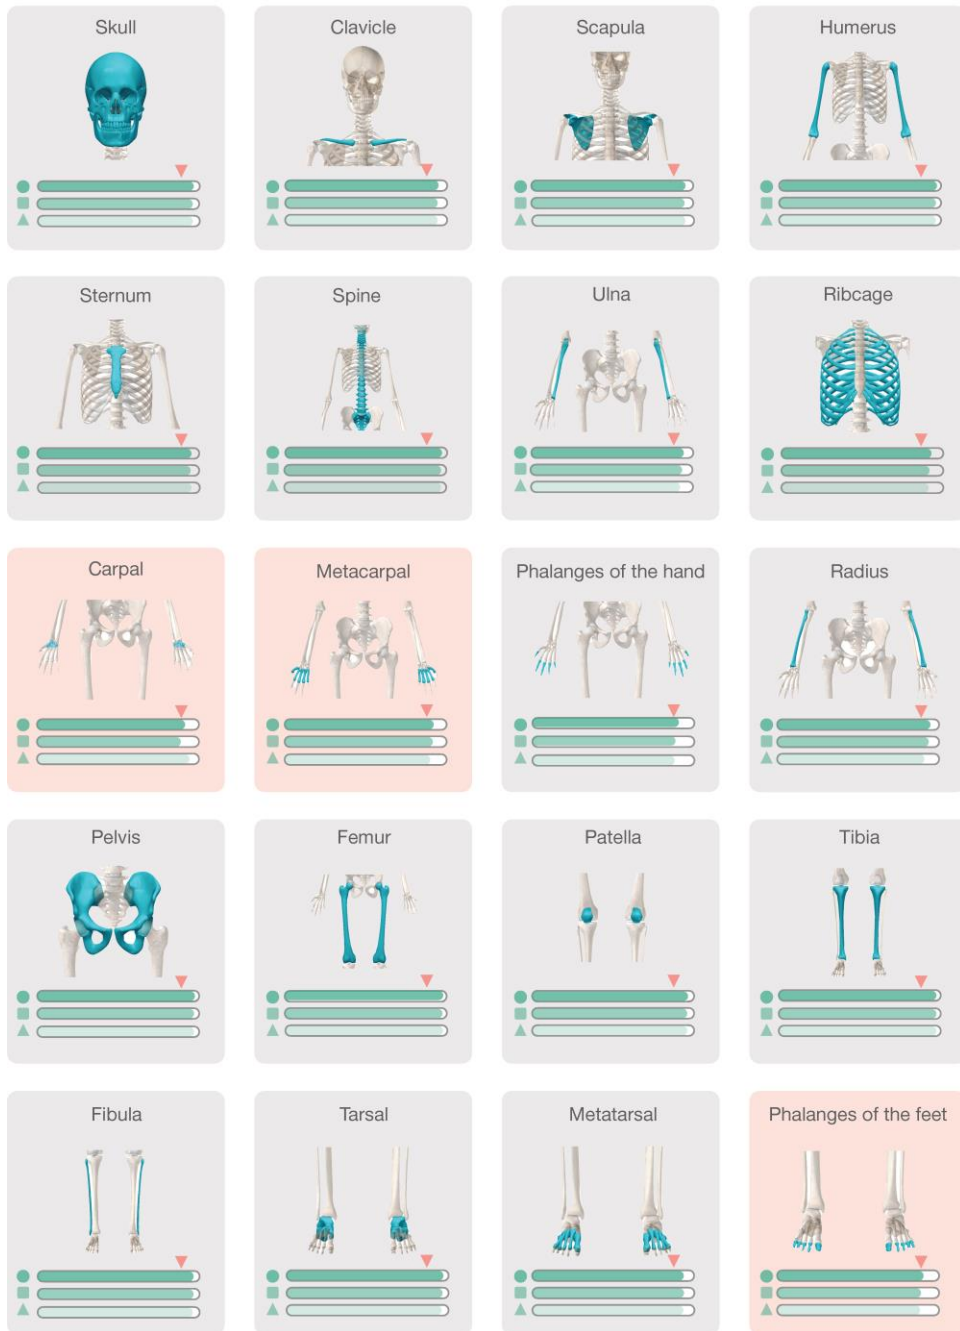 Skull
Clavicle
Scapula
Humerus
Sternum
Spine
Ulna
Ribcage
Carpal
Metacarpal
Phalanges of the hand
Radius
Pelvis
Femur
Patella
Tibia
Fibula
Tarsal
Metatarsal
Phalanges of the feet